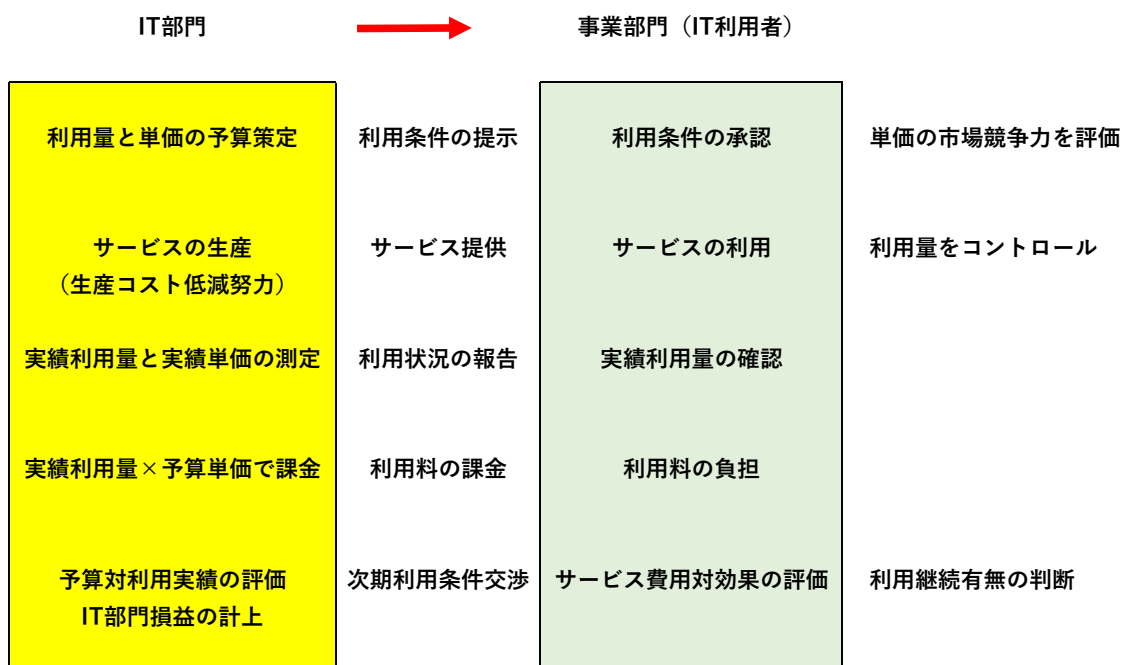 IT部門
事業部門（IT利用者）
利用量と単価の予算策定
利用条件の提示
利用条件の承認
単価の市場競争力を評価
サービスの生産
（生産コスト低減努力）
サービス提供
サービスの利用
利用量をコントロール
実績利用量と実績単価の測定
利用状況の報告
実績利用量の確認
実績利用量×予算単価で課金
利用料の課金
利用料の負担
予算対利用実績の評価
IT部門損益の計上
次期利用条件交渉
サービス費用対効果の評価
利用継続有無の判断